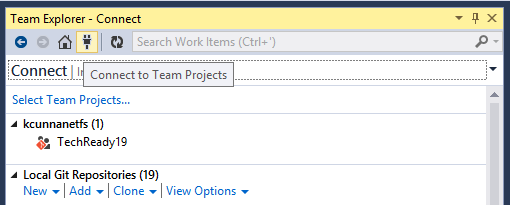 Team Explorer - Connect
Search Work Items (Ctrl+')
Connect | In
Connect to Team Projects
Select Team Projects...
kcunnanetfs (1)
TechReady19
Local Git Repositories (19)
New | Add | Clone | View Options